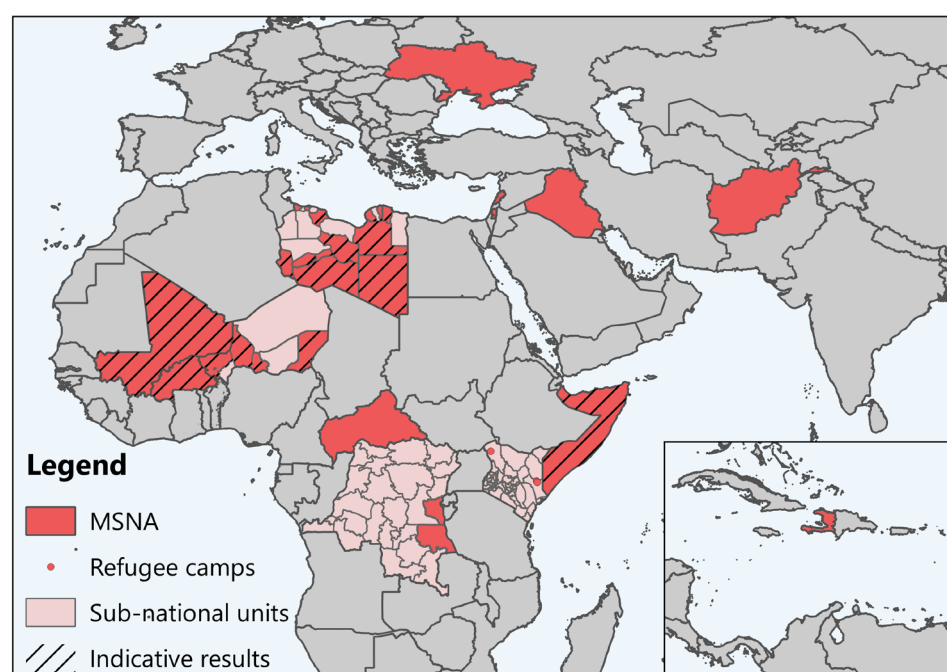 Legend
MSNA
Refugee camps
Sub-national units
Indicative results